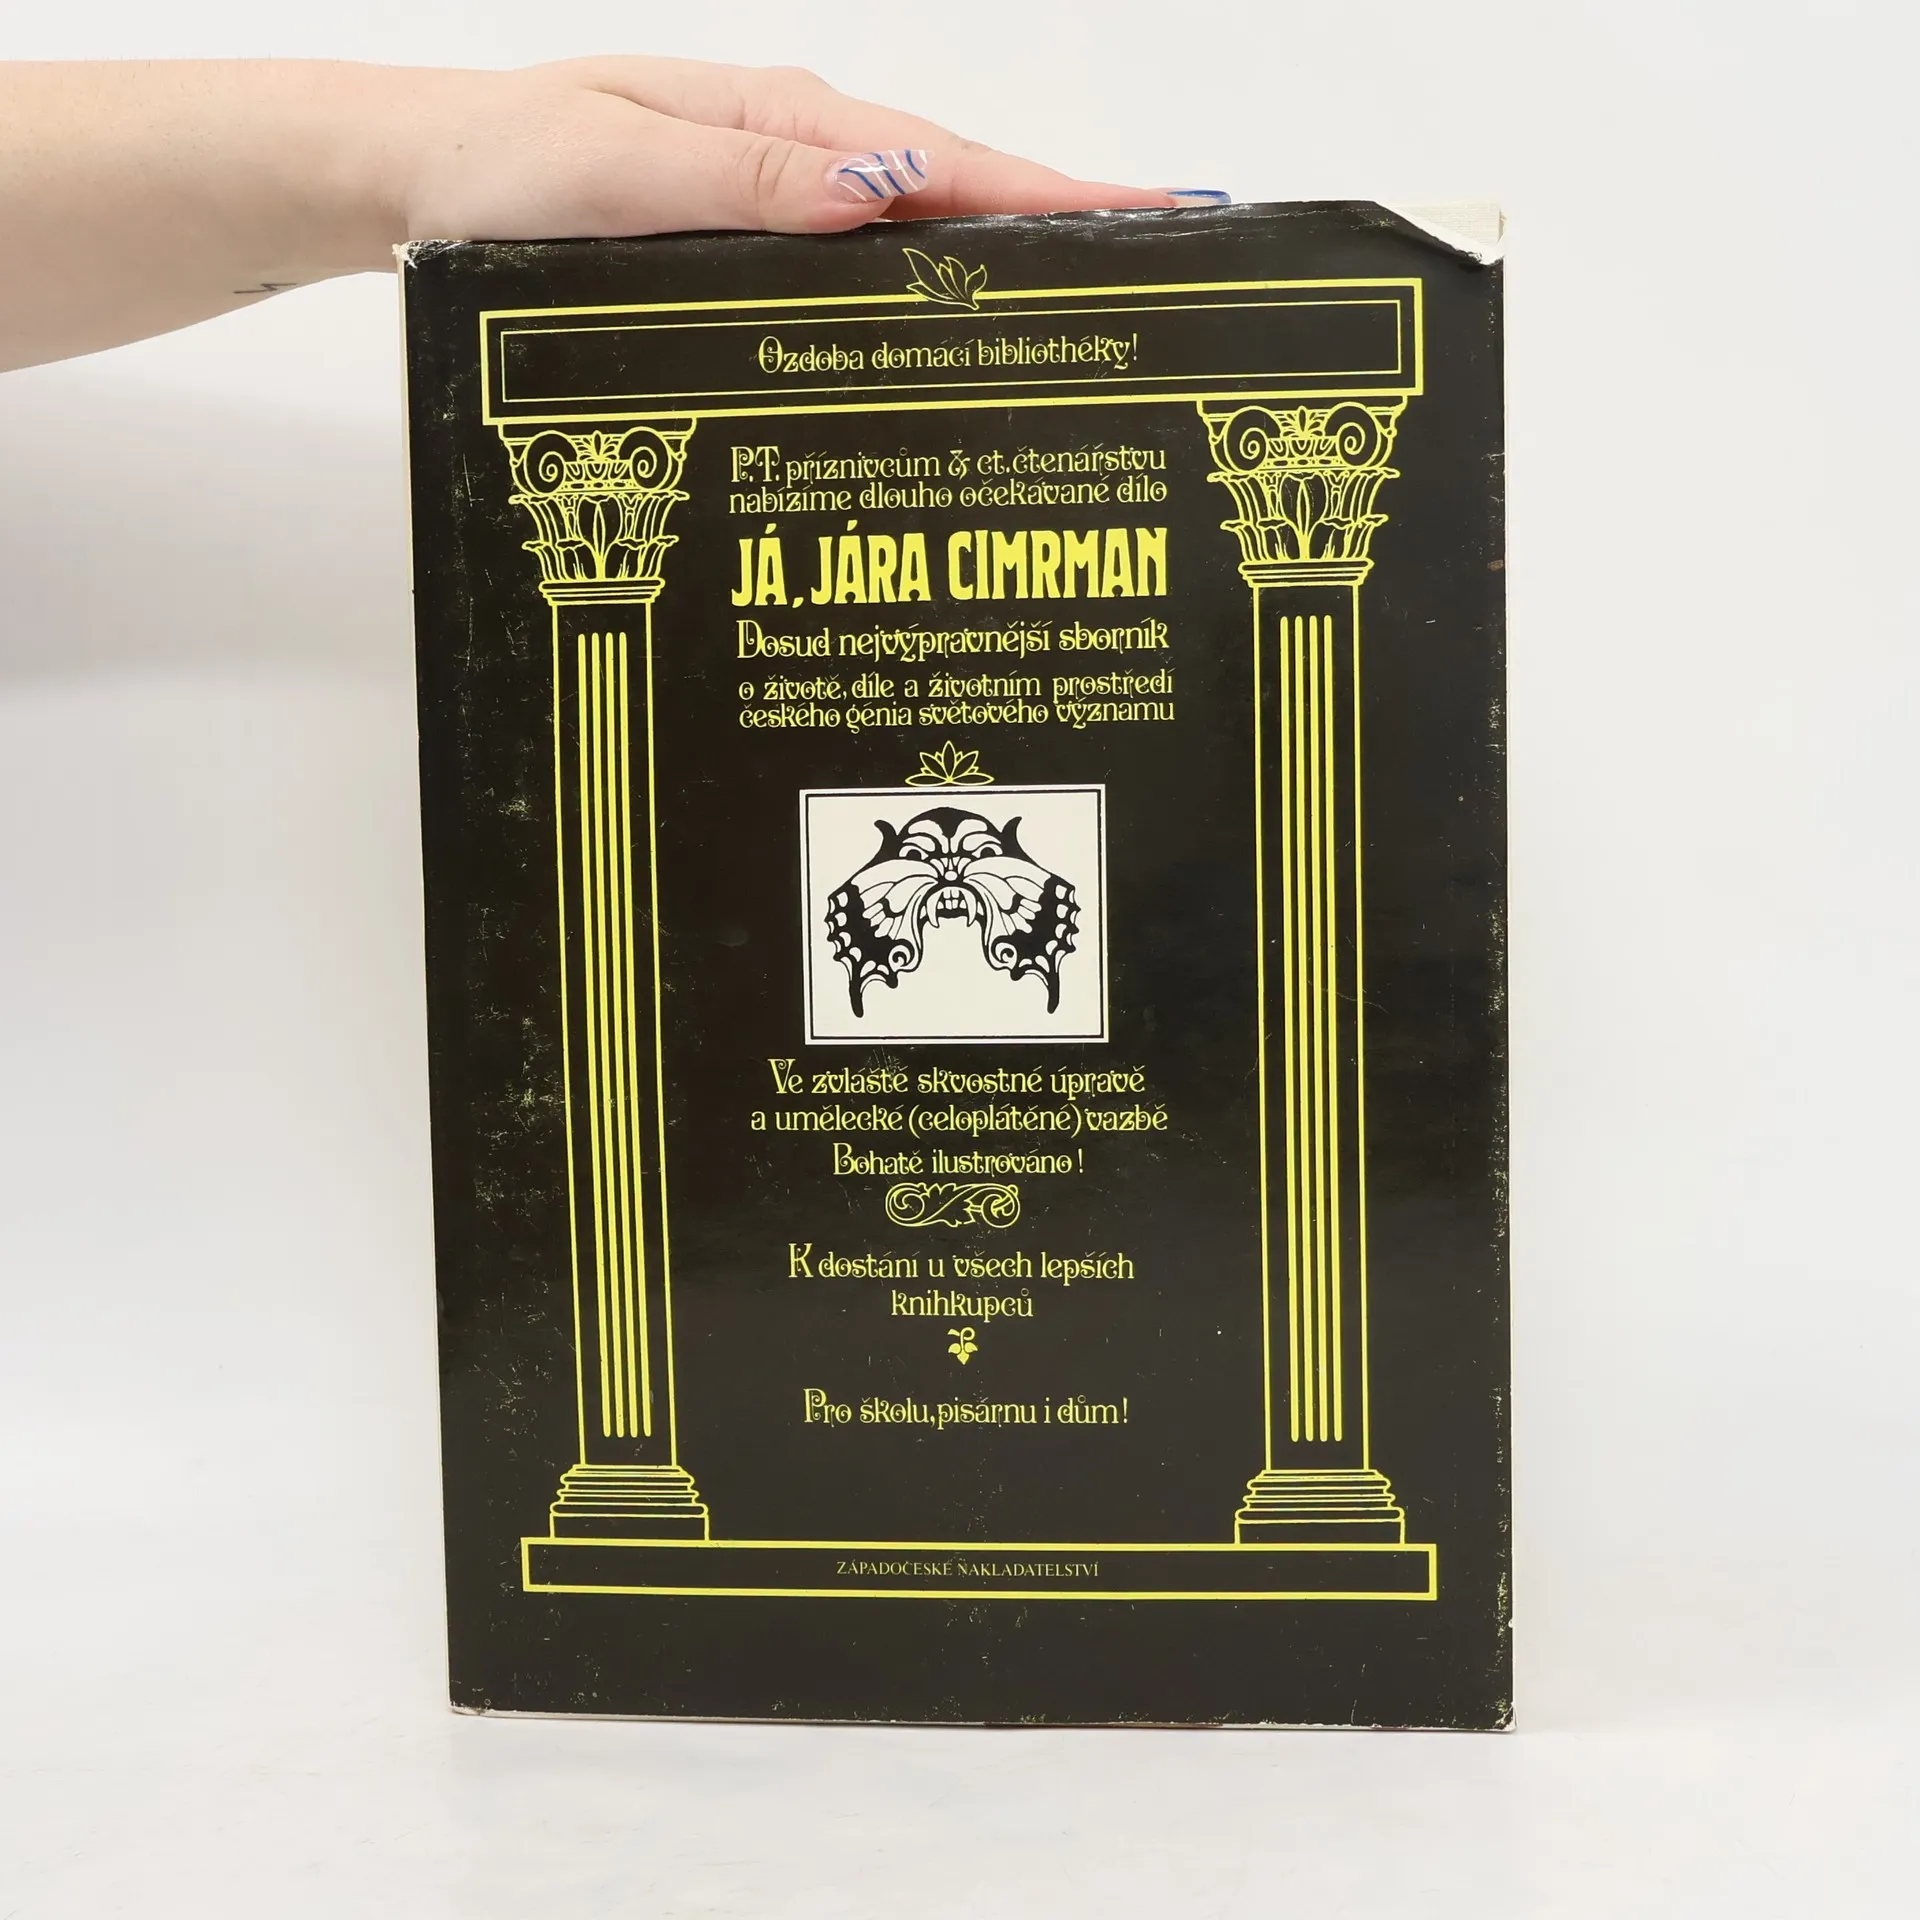 Ozdoba domácí bibliothéky!
P.T. příznivcům & ct. čtenářstvu
nabízíme dlouho očekávané dílo
JÁ, JÁRA CIMRMAN
Dosud nejvýpravnější sborník
o životě, díle a životním prostředí
českého génia světového významu
Ve zvláště skvostné úpravě
a umělecké (celoplátěné) vazbě
Bohatě ilustrováno!
K dostání u všech lepších
knihkupců
Pro školu, pisárnu i dům!
ZÁPADOČESKÉ NAKLADATELSTVÍ